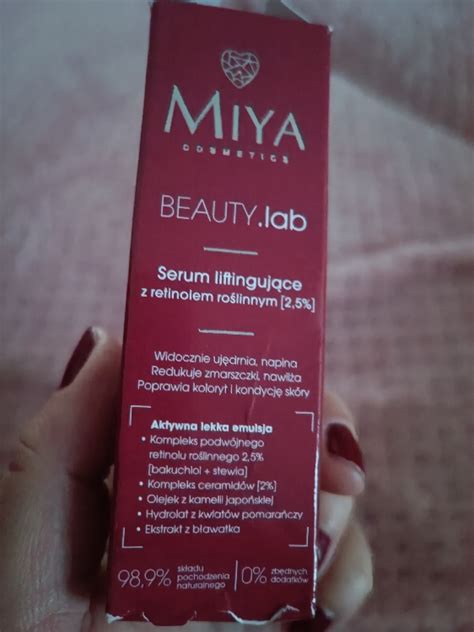 MIYA
COSMETICS
BEAUTY.lab
Serum liftingujące
z retinolem roślinnym [2,5%]
Widocznie ujędrnia, napina
Redukuje zmarszczki, nawilża
Poprawia koloryt i kondycję skóry
Aktywna lekka emulsja
• Kompleks podwójnego
retinolu roślinnego 2,5%
[bakuchiol + stewia]
• Kompleks ceramidów [2%]
• Olejek z kamelii japońskiej
• Hydrolat z kwiatów pomarańczy
• Ekstrakt z bławatka
98,9% składu
pochodzenia
naturalnego
0% zbędnych
dodatków